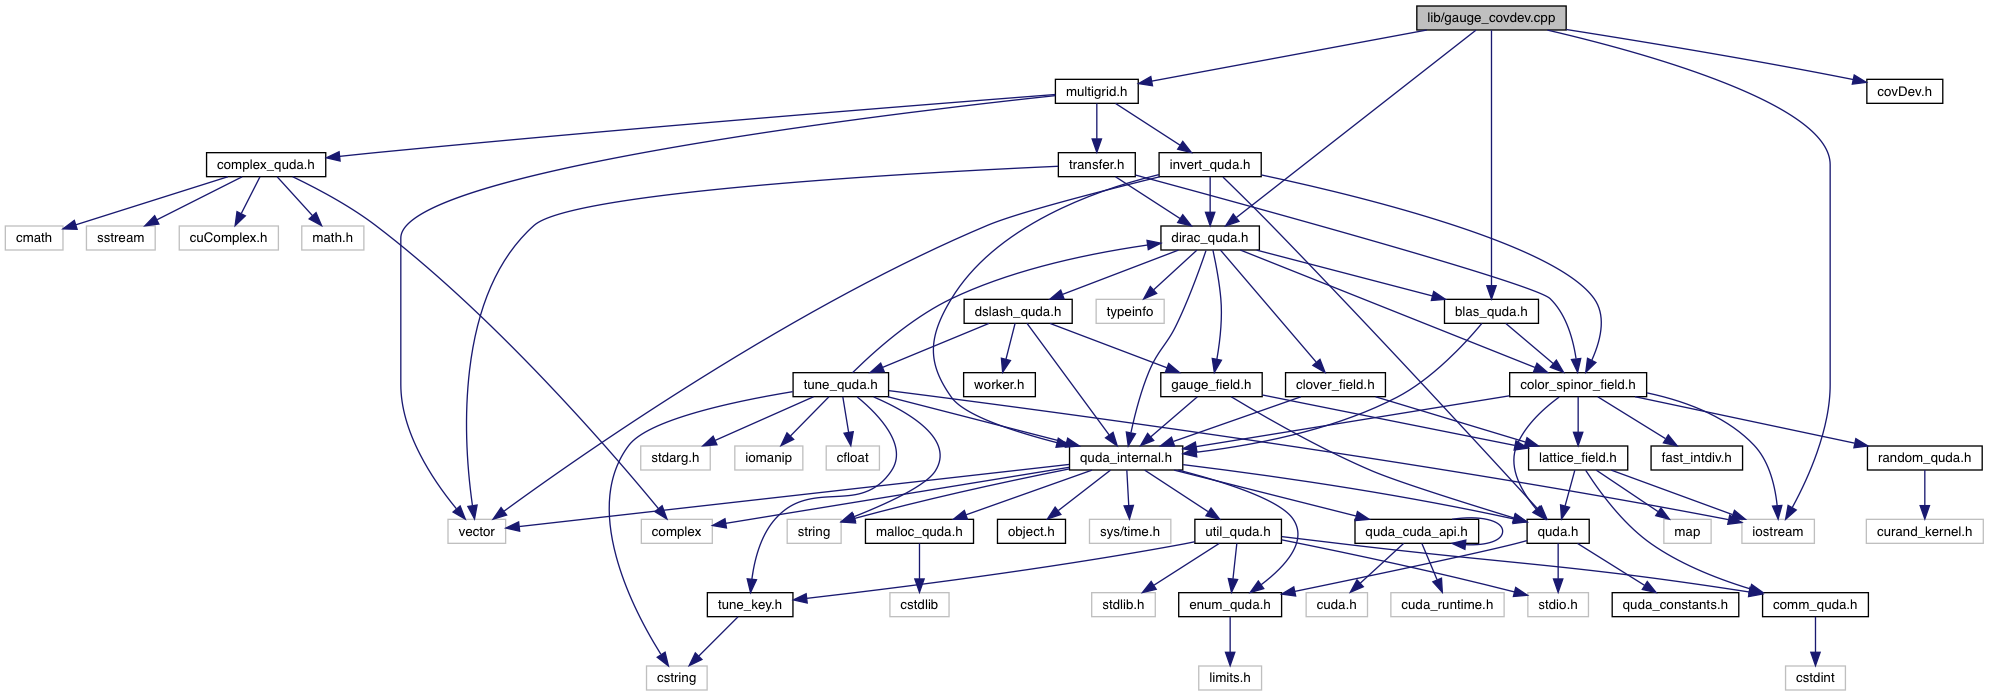 lib/gauge_covdev.cpp
multigrid.h
covDev.h
complex_quda.h
transfer.h
invert_quda.h
cmath
sstream
cuComplex.h
math.h
dirac_quda.h
dslash_quda.h
typeinfo
blas_quda.h
tune_quda.h
worker.h
gauge_field.h
clover_field.h
color_spinor_field.h
stdarg.h
iomanip
cfloat
quda_internal.h
lattice_field.h
fast_intdiv.h
random_quda.h
vector
complex
string
malloc_quda.h
object.h
sys/time.h
util_quda.h
quda_cuda_api.h
quda.h
map
iostream
curand_kernel.h
tune_key.h
cstdlib
stdlib.h
enum_quda.h
cuda.h
cuda_runtime.h
stdio.h
quda_constants.h
comm_quda.h
cstring
limits.h
cstdint